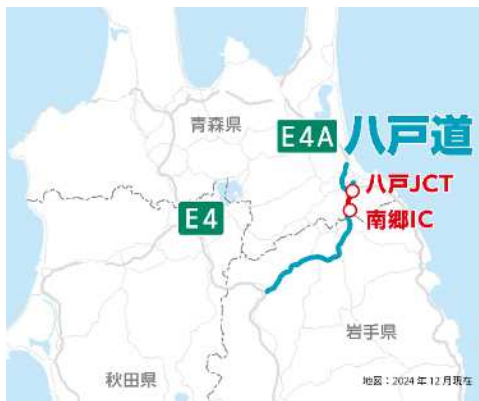 青森県
E4A 八戸道
八戸JCT
E4
南郷IC
岩手県
秋田県
地図：2024年12月現在